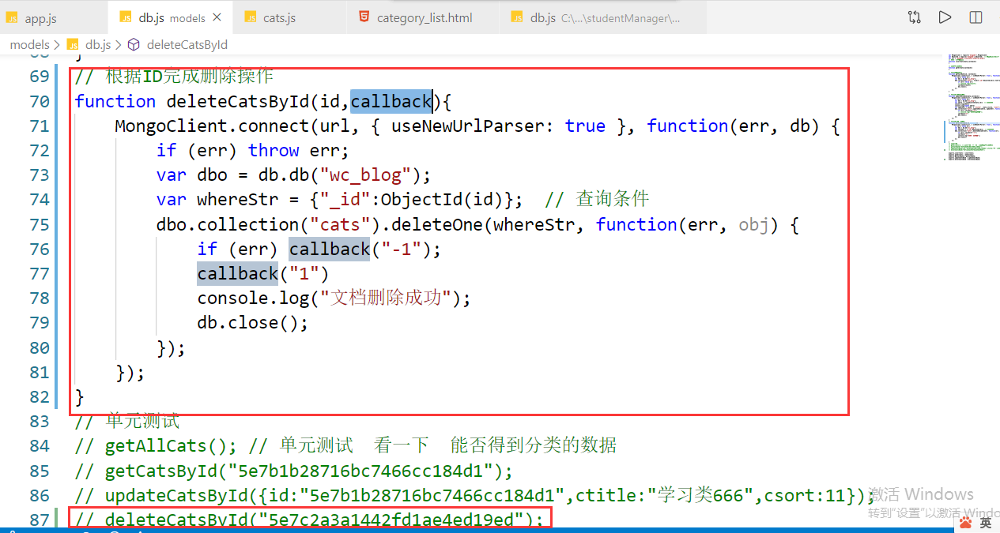 app.js
db.js models
cats.js
category_list.html
db.js C:\...\studentManager\...
models > db.js > deleteCatsById
69 // 根据ID完成删除操作
70 function deleteCatsById(id,callback){
71 MongoClient.connect(url, { useNewUrlParser: true }, function(err, db) {
72 if (err) throw err;
73 var dbo = db.db("wc_blog");
74 var whereStr = {"_id":ObjectId(id)}; // 查询条件
75 dbo.collection("cats").deleteOne(whereStr, function(err, obj) {
76 if (err) callback("-1");
77 callback("1")
78 console.log("文档删除成功");
79 db.close();
80 });
81 });
82 }
83 // 单元测试
84 // getAllCats(); // 单元测试 看一下 能否得到分类的数据
85 // getCatsById("5e7b1b28716bc7466cc184d1");
86 // updateCatsById({id:"5e7b1b28716bc7466cc184d1",ctitle:"学习类666",csort:11});
87 // deleteCatsById("5e7c2a3a1442fd1ae4ed19ed");
激活 Windows
转到"设置"以激活 Windo
英